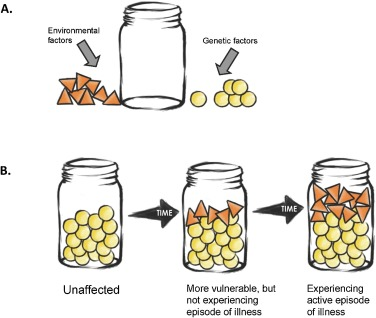 A.
Environmental
factors
Genetic factors
B.
TIME
TIME
Unaffected
More vulnerable, but
not experiencing
episode of illness
Experiencing
active episode
of illness